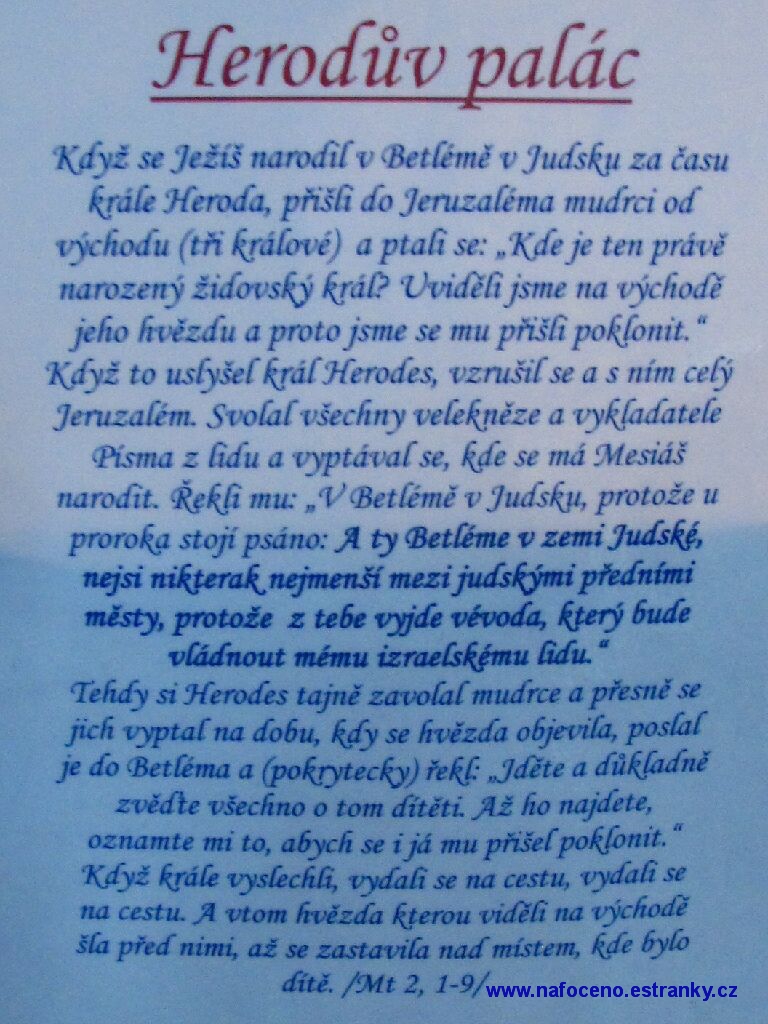 Herodův palác
Když se Ježíš narodil v Betlémě v Judsku za času
krále Heroda, přišli do Jeruzaléma mudrci od
východu (tři králové)  a ptali se: „Kde je ten právě
narozený židovský král? Uviděli jsme na východě
jeho hvězdu a proto jsme se mu přišli poklonit.“
Když to uslyšel král Herodes, vzrušil se a s ním celý
Jeruzalém. Svolal všechny velekněze a vykladatele
Písma z lidu a vyptával se, kde se má Mesiáš
narodit. Řekli mu: „V Betlémě v Judsku, protože u
proroka stojí psáno: A ty Betléme v zemi Judské,
nejsi nikterak nejmenší mezi judskými předními
městy, protože  z tebe vyjde vévoda, který bude
vládnout mému izraelskému lidu.“
Tehdy si Herodes tajně zavolal mudrce a přesně se
jich vyptal na dobu, kdy se hvězda objevila, poslal
je do Betléma a (pokrytecky) řekl: „Jděte a důkladně
zvěďte všechno o tom dítěti. Až ho najdete,
oznamte mi to, abych se i já mu přišel poklonit.“
Když krále vyslechli, vydali se na cestu, vydali se
na cestu. A vtom hvězda kterou viděli na východě
šla před nimi, až se zastavila nad místem, kde bylo
dítě. /Mt 2, 1-9/
www.nafoceno.estranky.cz